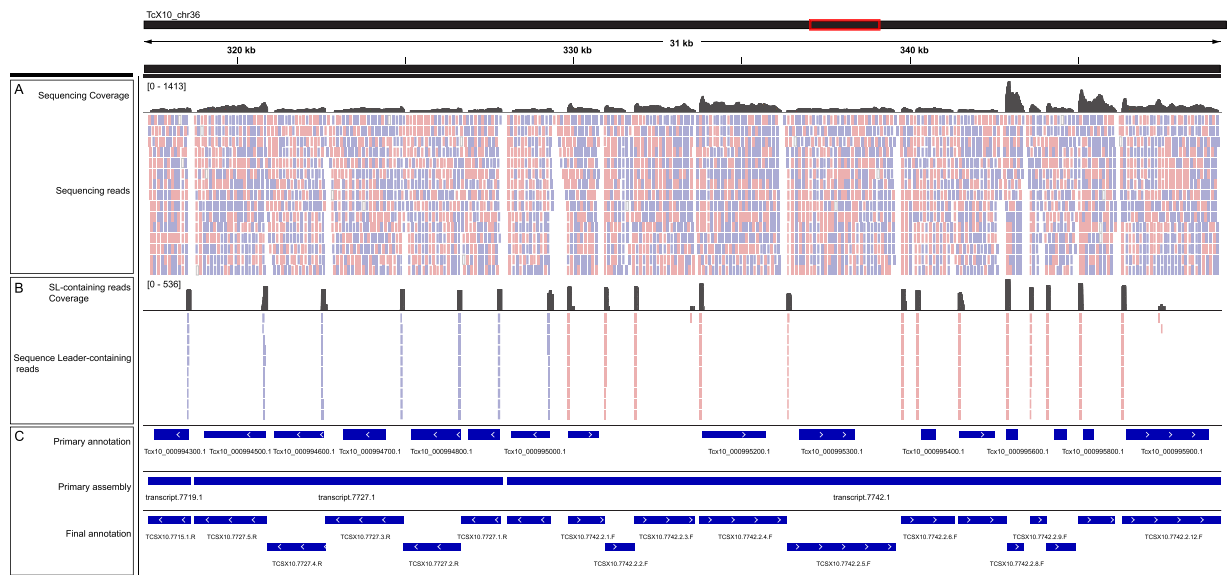 TcX10_chr36
31 kb
320 kb
330 kb
340 kb
A
Sequencing Coverage
[0 - 1413]
Sequencing reads
B
SL-containing reads
Coverage
[0 - 536]
Sequence Leader-containing
reads
C
Primary annotation
Tcx10_000994300.1 Tcx10_000994500.1 Tcx10_000994600.1 Tcx10_000994700.1 Tcx10_000994800.1 Tcx10_000995000.1 Tcx10_000995200.1 Tcx10_000995300.1 Tcx10_000995400.1 Tcx10_000995600.1 Tcx10_000995800.1 Tcx10_000995900.1
Primary assembly
transcript.7719.1 transcript.7727.1 transcript.7742.1
Final annotation
TCSX10.7715.1.R TCSX10.7727.5.R TCSX10.7727.3.R TCSX10.7727.1.R TCSX10.7742.2.1.F TCSX10.7742.2.3.F TCSX10.7742.2.4.F TCSX10.7742.2.6.F TCSX10.7742.2.9.F TCSX10.7742.2.12.F
TCSX10.7727.4.R TCSX10.7727.2.R TCSX10.7742.2.2.F TCSX10.7742.2.5.F TCSX10.7742.2.8.F